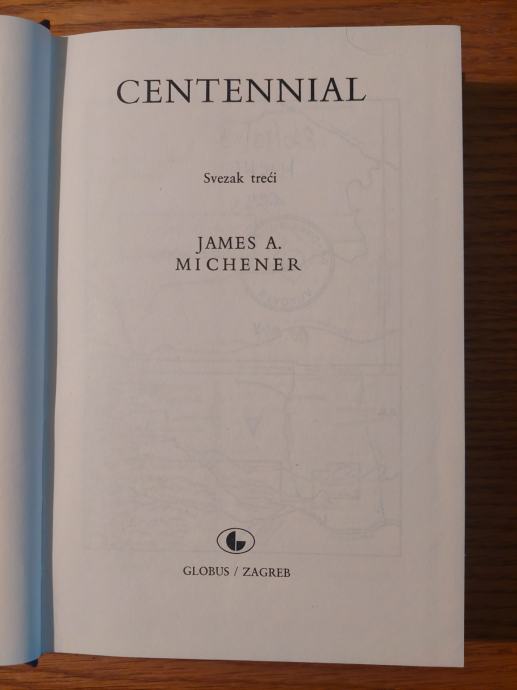 CENTENNIAL
Svezak treći
JAMES A.
MICHENER
GLOBUS / ZAGREB